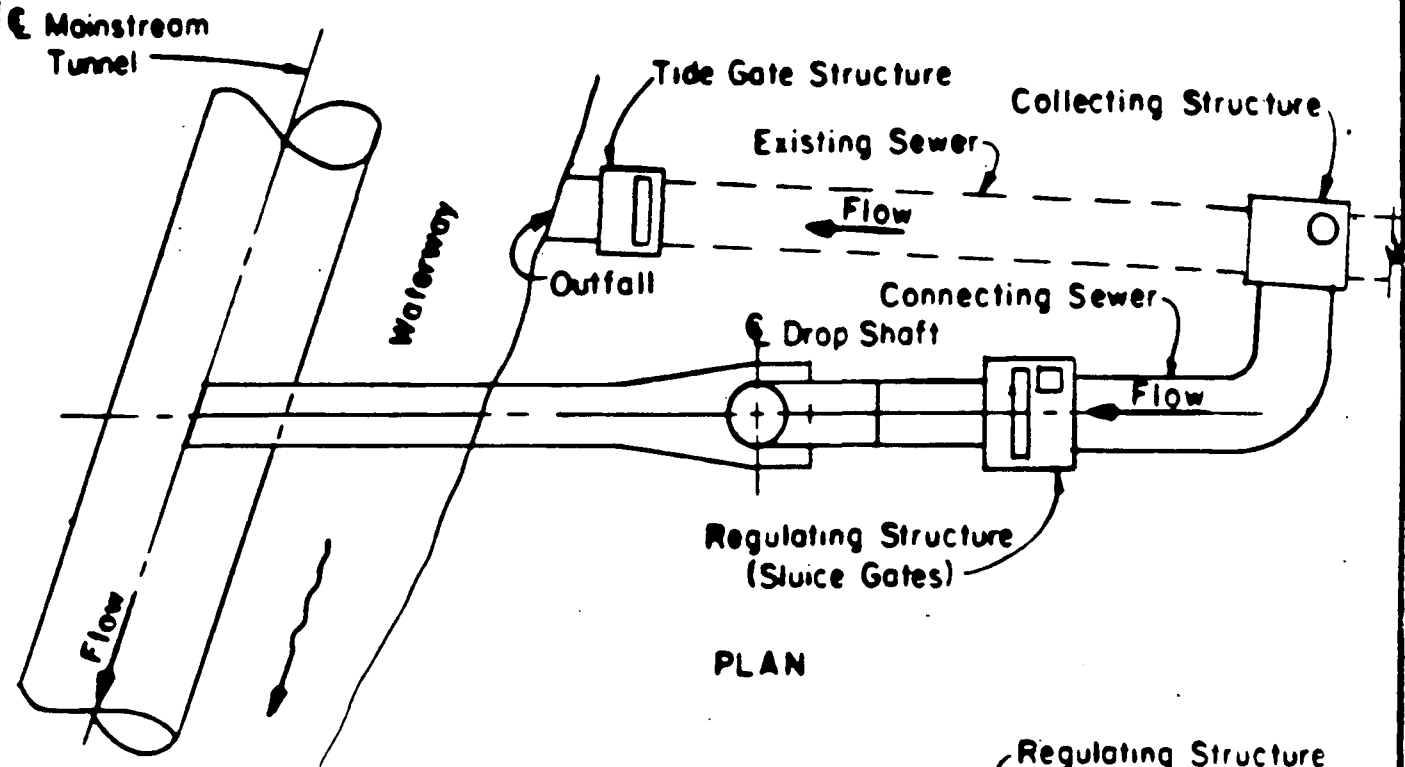 ℄ Mainstream
Tunnel
Tide Gate Structure
Collecting Structure
Existing Sewer
Flow
Waterway
Outfall
Connecting Sewer
℄ Drop Shaft
Flow
Regulating Structure
(Sluice Gates)
Flow
PLAN
Regulating Structure